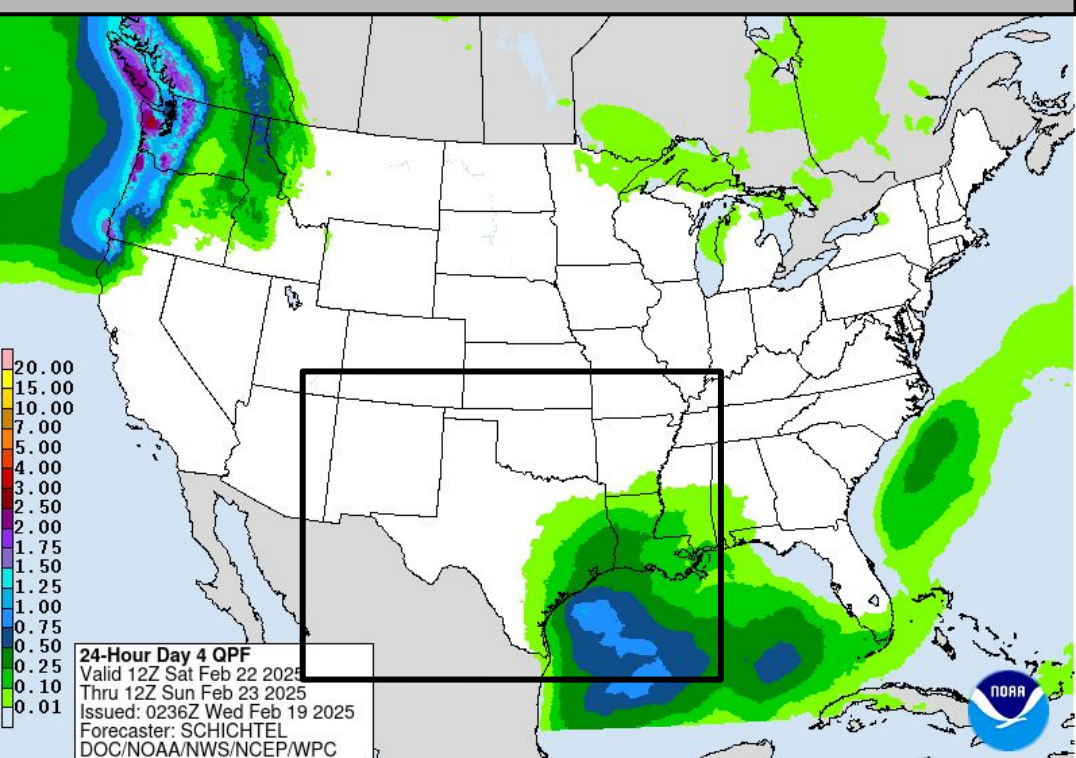 20.00
15.00
10.00
7.00
5.00
4.00
3.00
2.50
2.00
1.75
1.50
1.25
1.00
0.75
0.50
0.25
0.10
0.01
24-Hour Day 4 QPF
Valid 12Z Sat Feb 22 2025
Thru 12Z Sun Feb 23 2025
Issued: 0236Z Wed Feb 19 2025
Forecaster: SCHICHTEL
DOC/NOAA/NWS/NCEP/WPC
NOAA